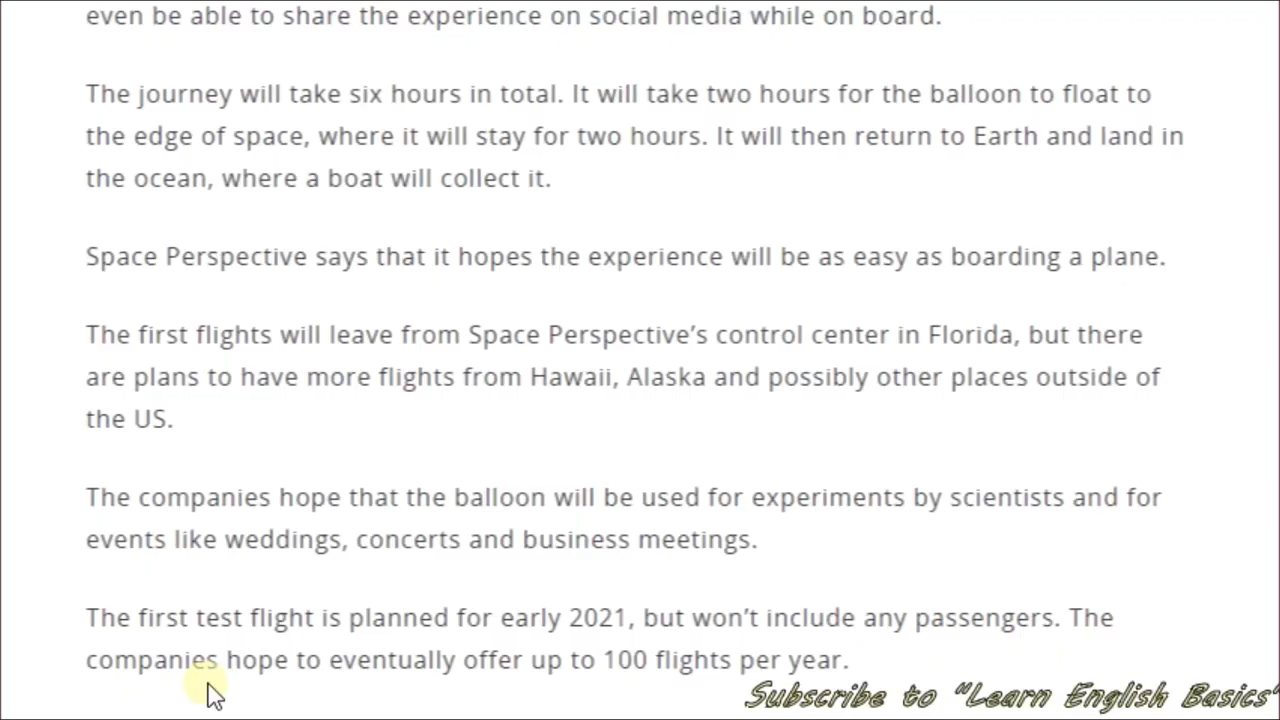 even be able to share the experience on social media while on board.
The journey will take six hours in total. It will take two hours for the balloon to float to
the edge of space, where it will stay for two hours. It will then return to Earth and land in
the ocean, where a boat will collect it.
Space Perspective says that it hopes the experience will be as easy as boarding a plane.
The first flights will leave from Space Perspective’s control center in Florida, but there
are plans to have more flights from Hawaii, Alaska and possibly other places outside of
the US.
The companies hope that the balloon will be used for experiments by scientists and for
events like weddings, concerts and business meetings.
The first test flight is planned for early 2021, but won’t include any passengers. The
companies hope to eventually offer up to 100 flights per year.
Subscribe to "Learn English Basics"